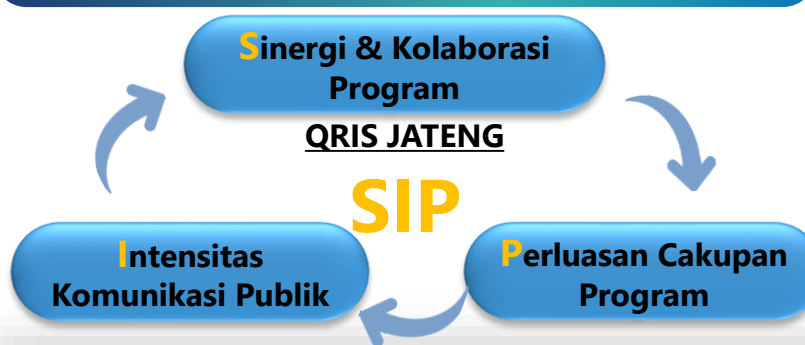 Sinergi & Kolaborasi
Program
QRIS JATENG
SIP
Intensitas
Komunikasi Publik
Perluasan Cakupan
Program